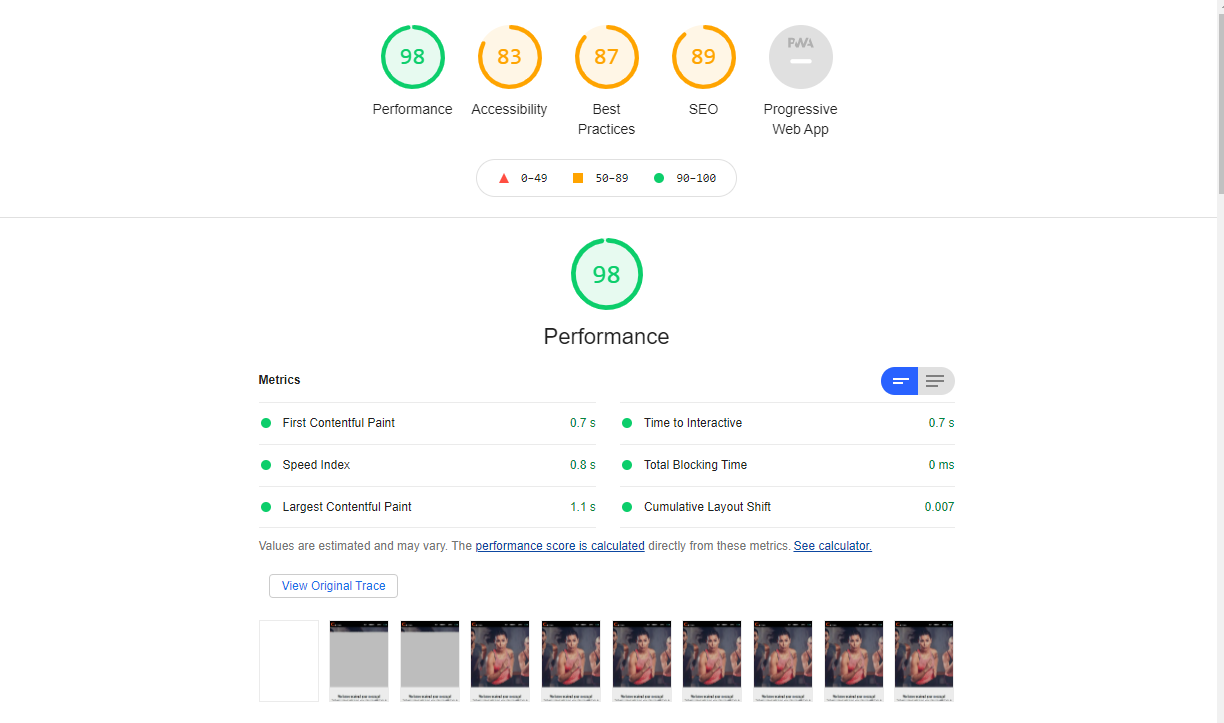 98 83 87 89 PWA
Performance Accessibility Best Practices SEO Progressive Web App
0–49 50–89 90–100
98
Performance
Metrics
First Contentful Paint 0.7 s
Time to Interactive 0.7 s
Speed Index 0.8 s
Total Blocking Time 0 ms
Largest Contentful Paint 1.1 s
Cumulative Layout Shift 0.007
Values are estimated and may vary. The performance score is calculated directly from these metrics. See calculator.
View Original Trace